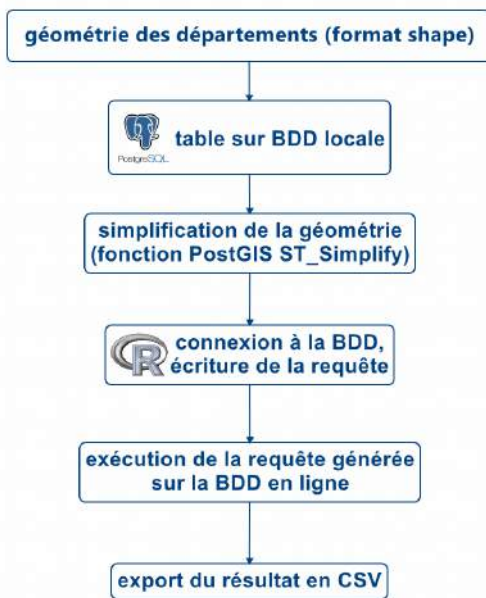 géométrie des départements (format shape)
table sur BDD locale
PostgreSQL
simplification de la géométrie
(fonction PostGIS ST_Simplify)
R
connexion à la BDD,
écriture de la requête
exécution de la requête générée
sur la BDD en ligne
export du résultat en CSV